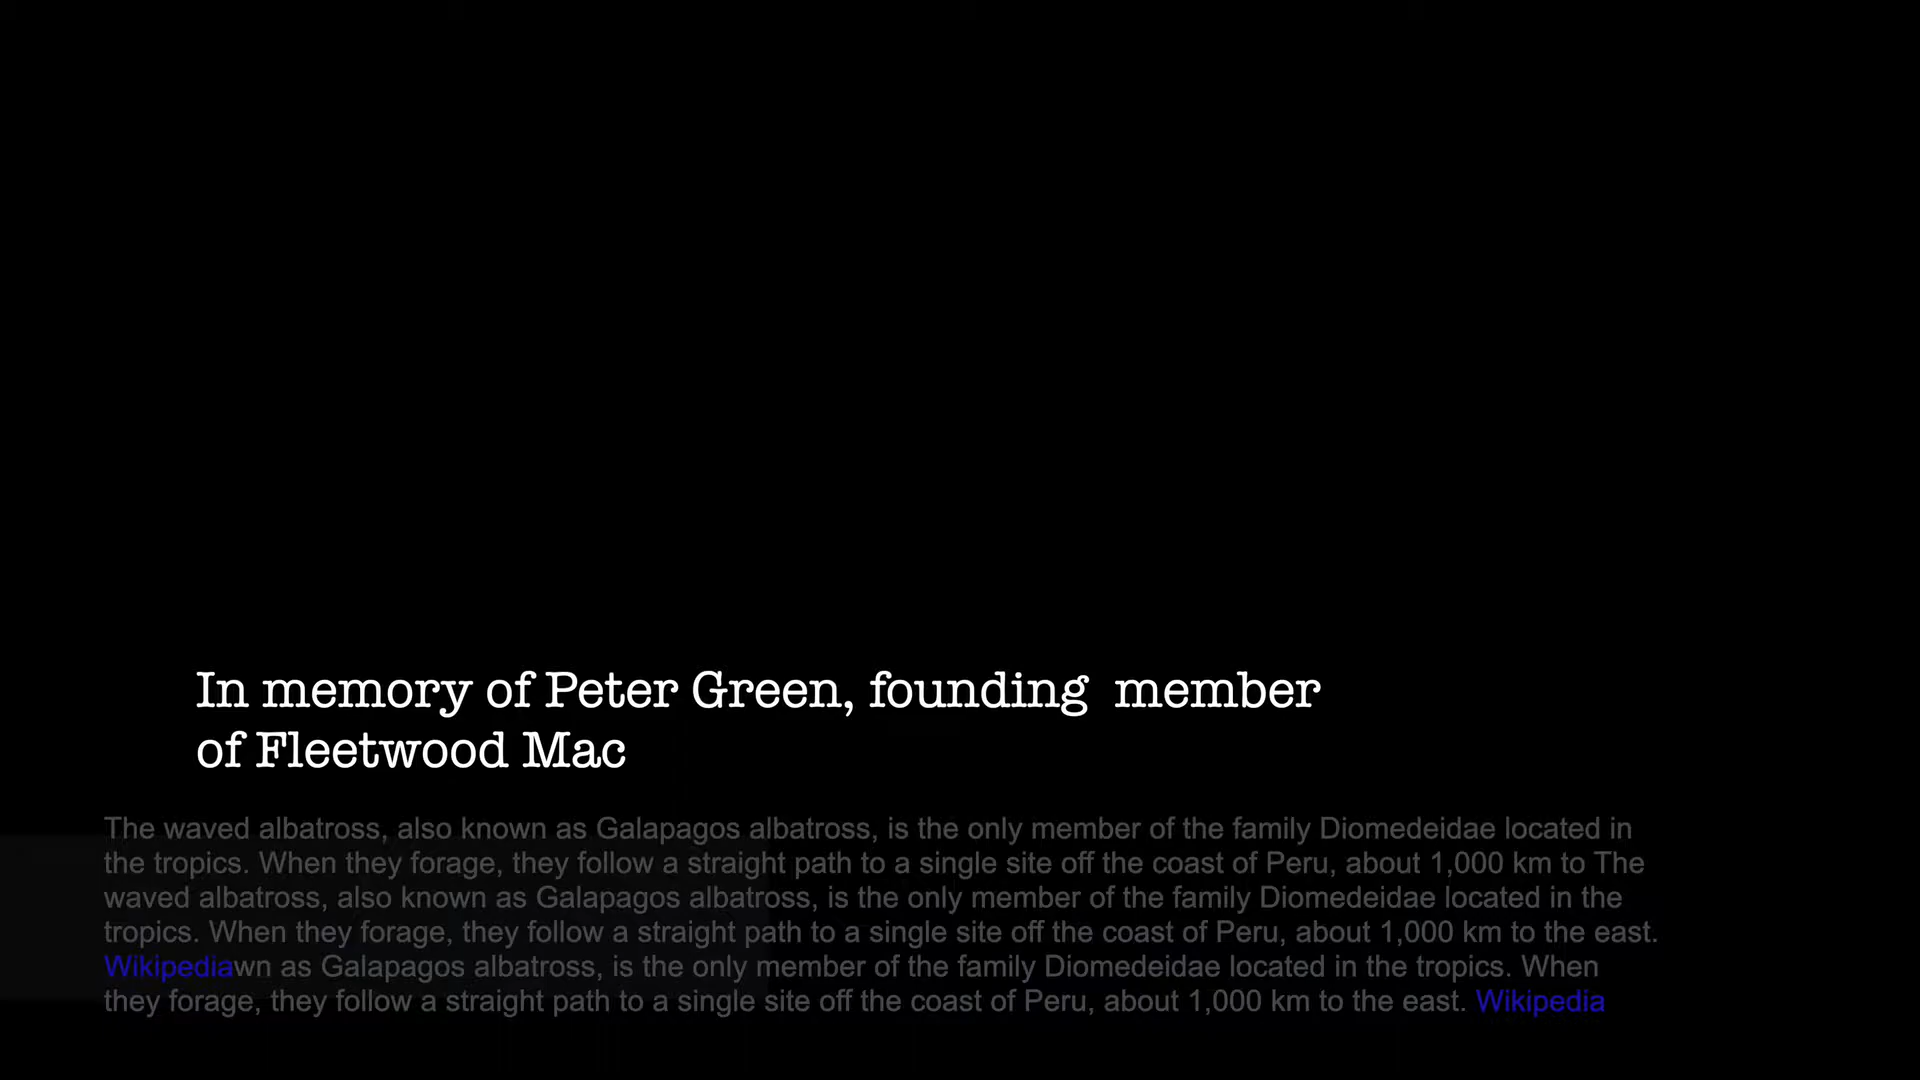 In memory of Peter Green, founding  member
of Fleetwood Mac
The waved albatross, also known as Galapagos albatross, is the only member of the family Diomedeidae located in
the tropics. When they forage, they follow a straight path to a single site off the coast of Peru, about 1,000 km to The
waved albatross, also known as Galapagos albatross, is the only member of the family Diomedeidae located in the
tropics. When they forage, they follow a straight path to a single site off the coast of Peru, about 1,000 km to the east.
Wikipediawn as Galapagos albatross, is the only member of the family Diomedeidae located in the tropics. When
they forage, they follow a straight path to a single site off the coast of Peru, about 1,000 km to the east. Wikipedia